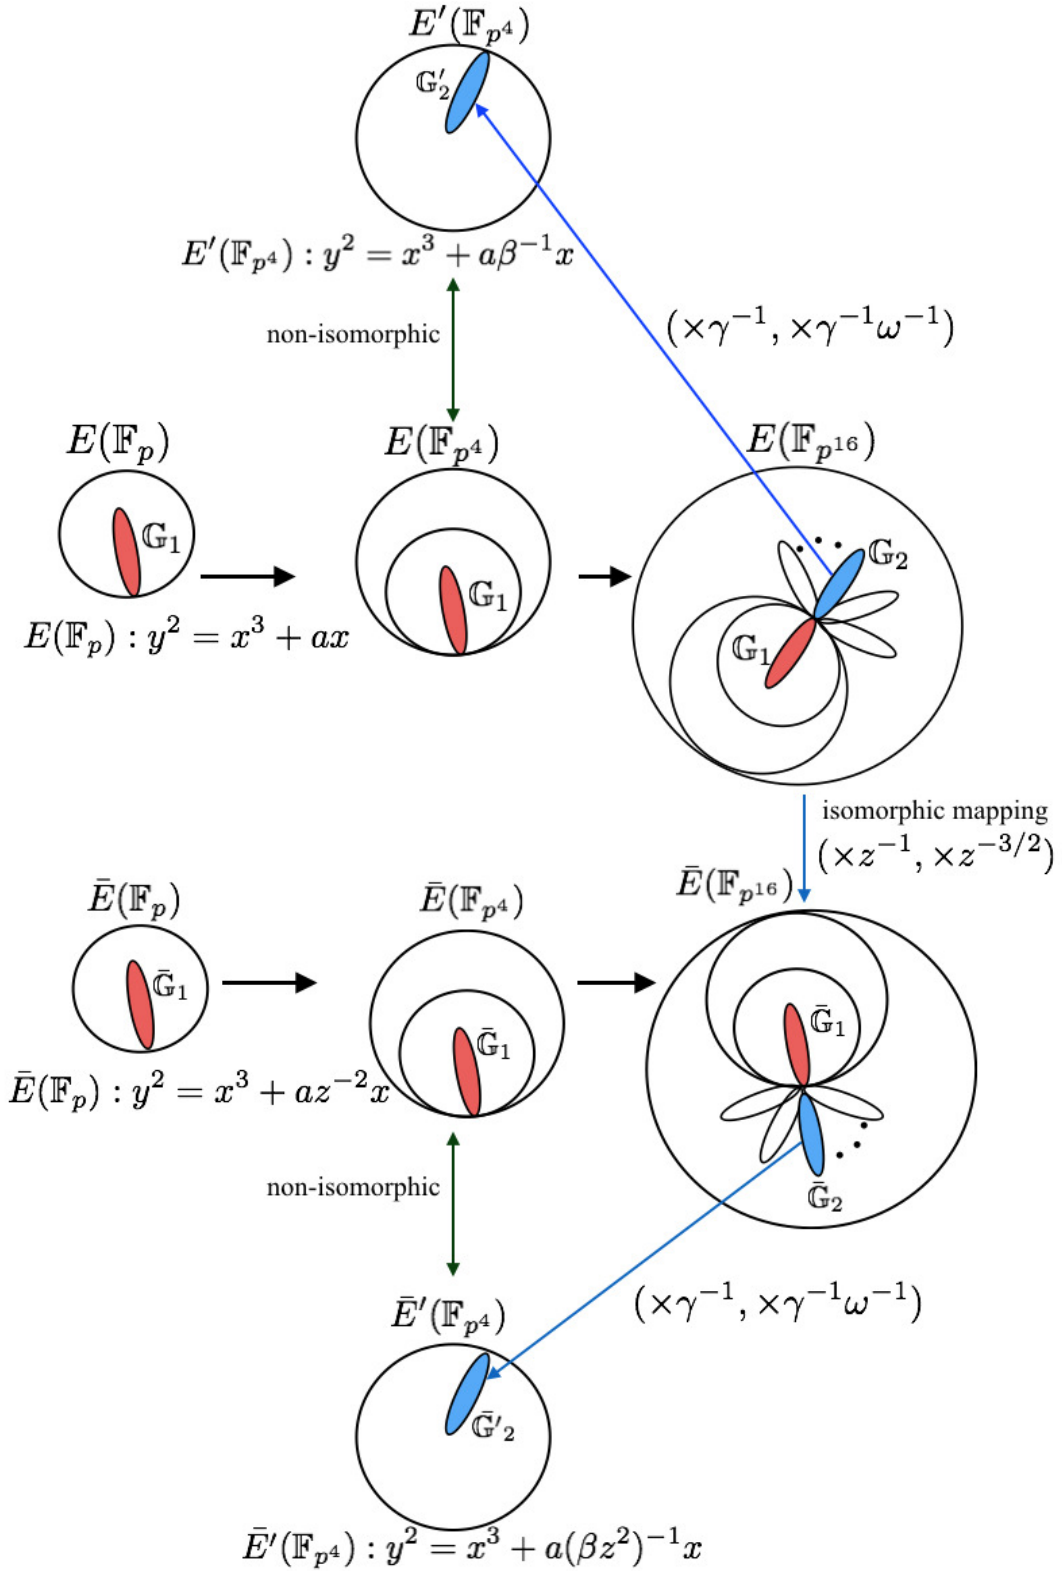 E′(𝔽_{p^4})
𝔾′_2
E′(𝔽_{p^4}) : y^2 = x^3 + aβ^{−1}x
non-isomorphic
(×γ^{−1}, ×γ^{−1}ω^{−1})
E(𝔽_p)
E(𝔽_{p^4})
E(𝔽_{p^{16}})
𝔾_1
𝔾_1
𝔾_2
𝔾_1
E(𝔽_p) : y^2 = x^3 + ax
isomorphic mapping
(×z^{−1}, ×z^{−3/2})
Ē(𝔽_p)
Ē(𝔽_{p^4})
Ē(𝔽_{p^{16}})
𝔾̄_1
𝔾̄_1
𝔾̄_1
Ē(𝔽_p) : y^2 = x^3 + az^{−2}x
non-isomorphic
𝔾̄_2
(×γ^{−1}, ×γ^{−1}ω^{−1})
Ē′(𝔽_{p^4})
𝔾̄′_2
Ē′(𝔽_{p^4}) : y^2 = x^3 + a(βz^2)^{−1}x